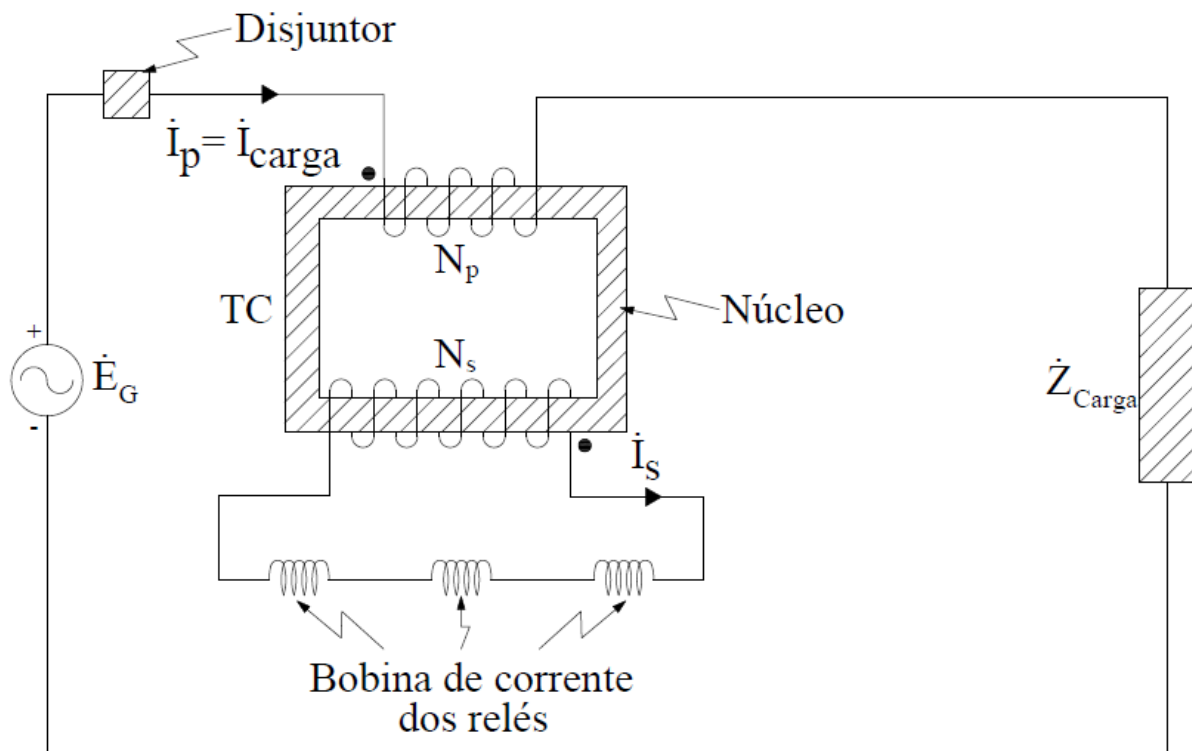 Disjuntor
İp= İcarga
Np
TC
Núcleo
Ns
+
ĖG
-
ŻCarga
İs
Bobina de corrente
dos relés